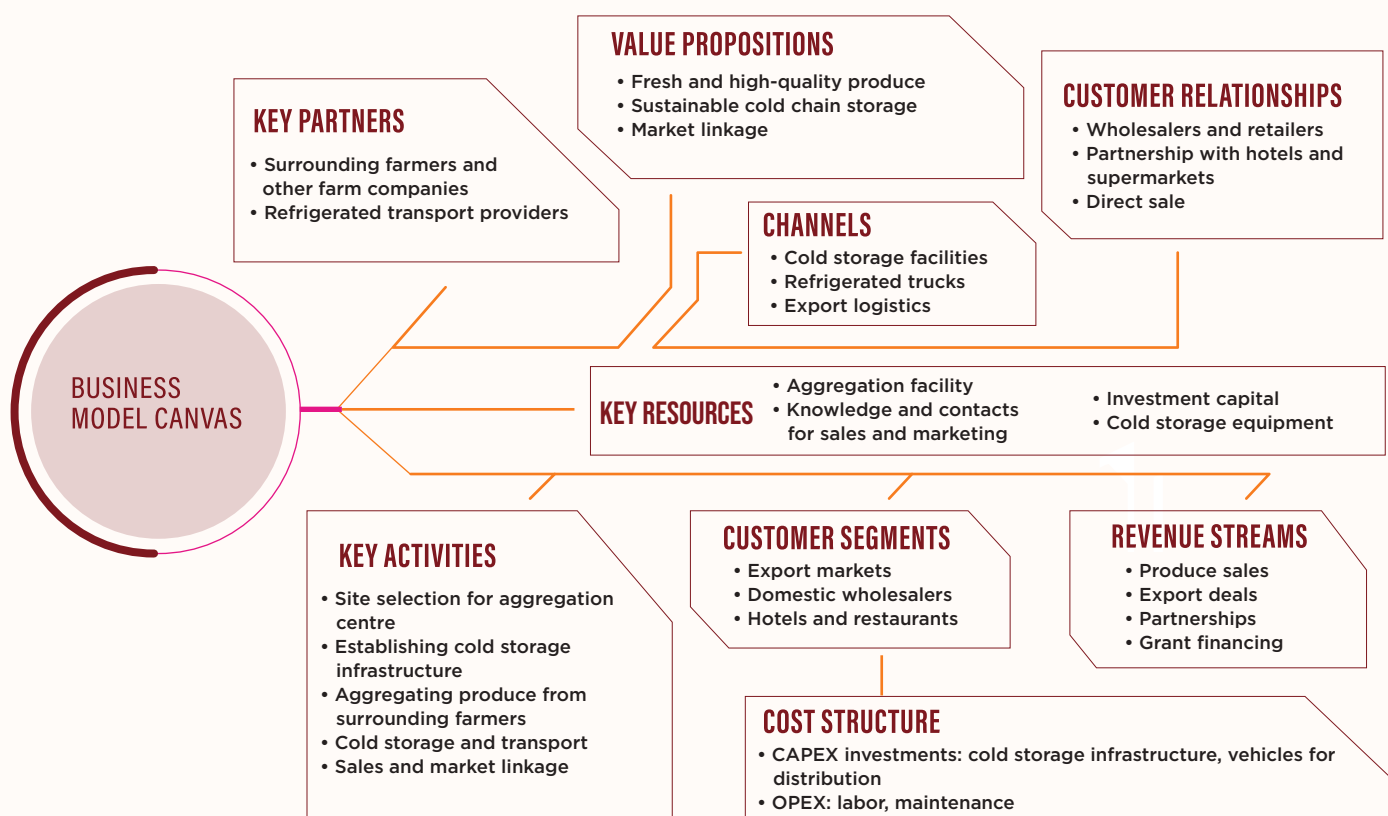 VALUE PROPOSITIONS
• Fresh and high-quality produce
• Sustainable cold chain storage
• Market linkage
KEY PARTNERS
• Surrounding farmers and
other farm companies
• Refrigerated transport providers
CUSTOMER RELATIONSHIPS
• Wholesalers and retailers
• Partnership with hotels and
supermarkets
• Direct sale
CHANNELS
• Cold storage facilities
• Refrigerated trucks
• Export logistics
BUSINESS
MODEL CANVAS
KEY RESOURCES
• Aggregation facility
• Knowledge and contacts
for sales and marketing
• Investment capital
• Cold storage equipment
KEY ACTIVITIES
• Site selection for aggregation
centre
• Establishing cold storage
infrastructure
• Aggregating produce from
surrounding farmers
• Cold storage and transport
• Sales and market linkage
CUSTOMER SEGMENTS
• Export markets
• Domestic wholesalers
• Hotels and restaurants
REVENUE STREAMS
• Produce sales
• Export deals
• Partnerships
• Grant financing
COST STRUCTURE
• CAPEX investments: cold storage infrastructure, vehicles for
distribution
• OPEX: labor, maintenance